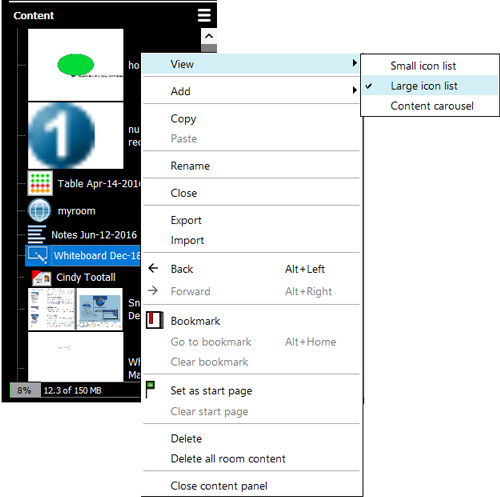 Content
ho
1
nu
rec
Table Apr-14-2016
myroom
Notes Jun-12-2016
Whiteboard Dec-18
Cindy Tootall
Sn
De
Wh
Ma
8%
12.3 of 150 MB
View
Add
Copy
Paste
Rename
Close
Export
Import
Back Alt+Left
Forward Alt+Right
Bookmark
Go to bookmark Alt+Home
Clear bookmark
Set as start page
Clear start page
Delete
Delete all room content
Close content panel
Small icon list
Large icon list
Content carousel